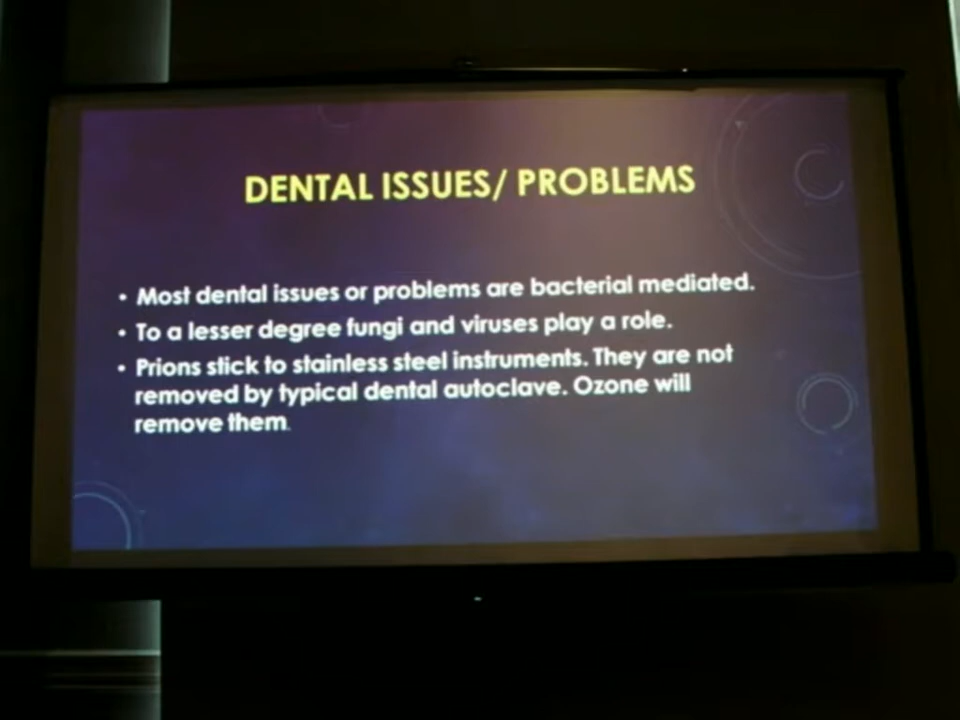 DENTAL ISSUES/ PROBLEMS
• Most dental issues or problems are bacterial mediated.
• To a lesser degree fungi and viruses play a role.
• Prions stick to stainless steel instruments. They are not
removed by typical dental autoclave. Ozone will
remove them.